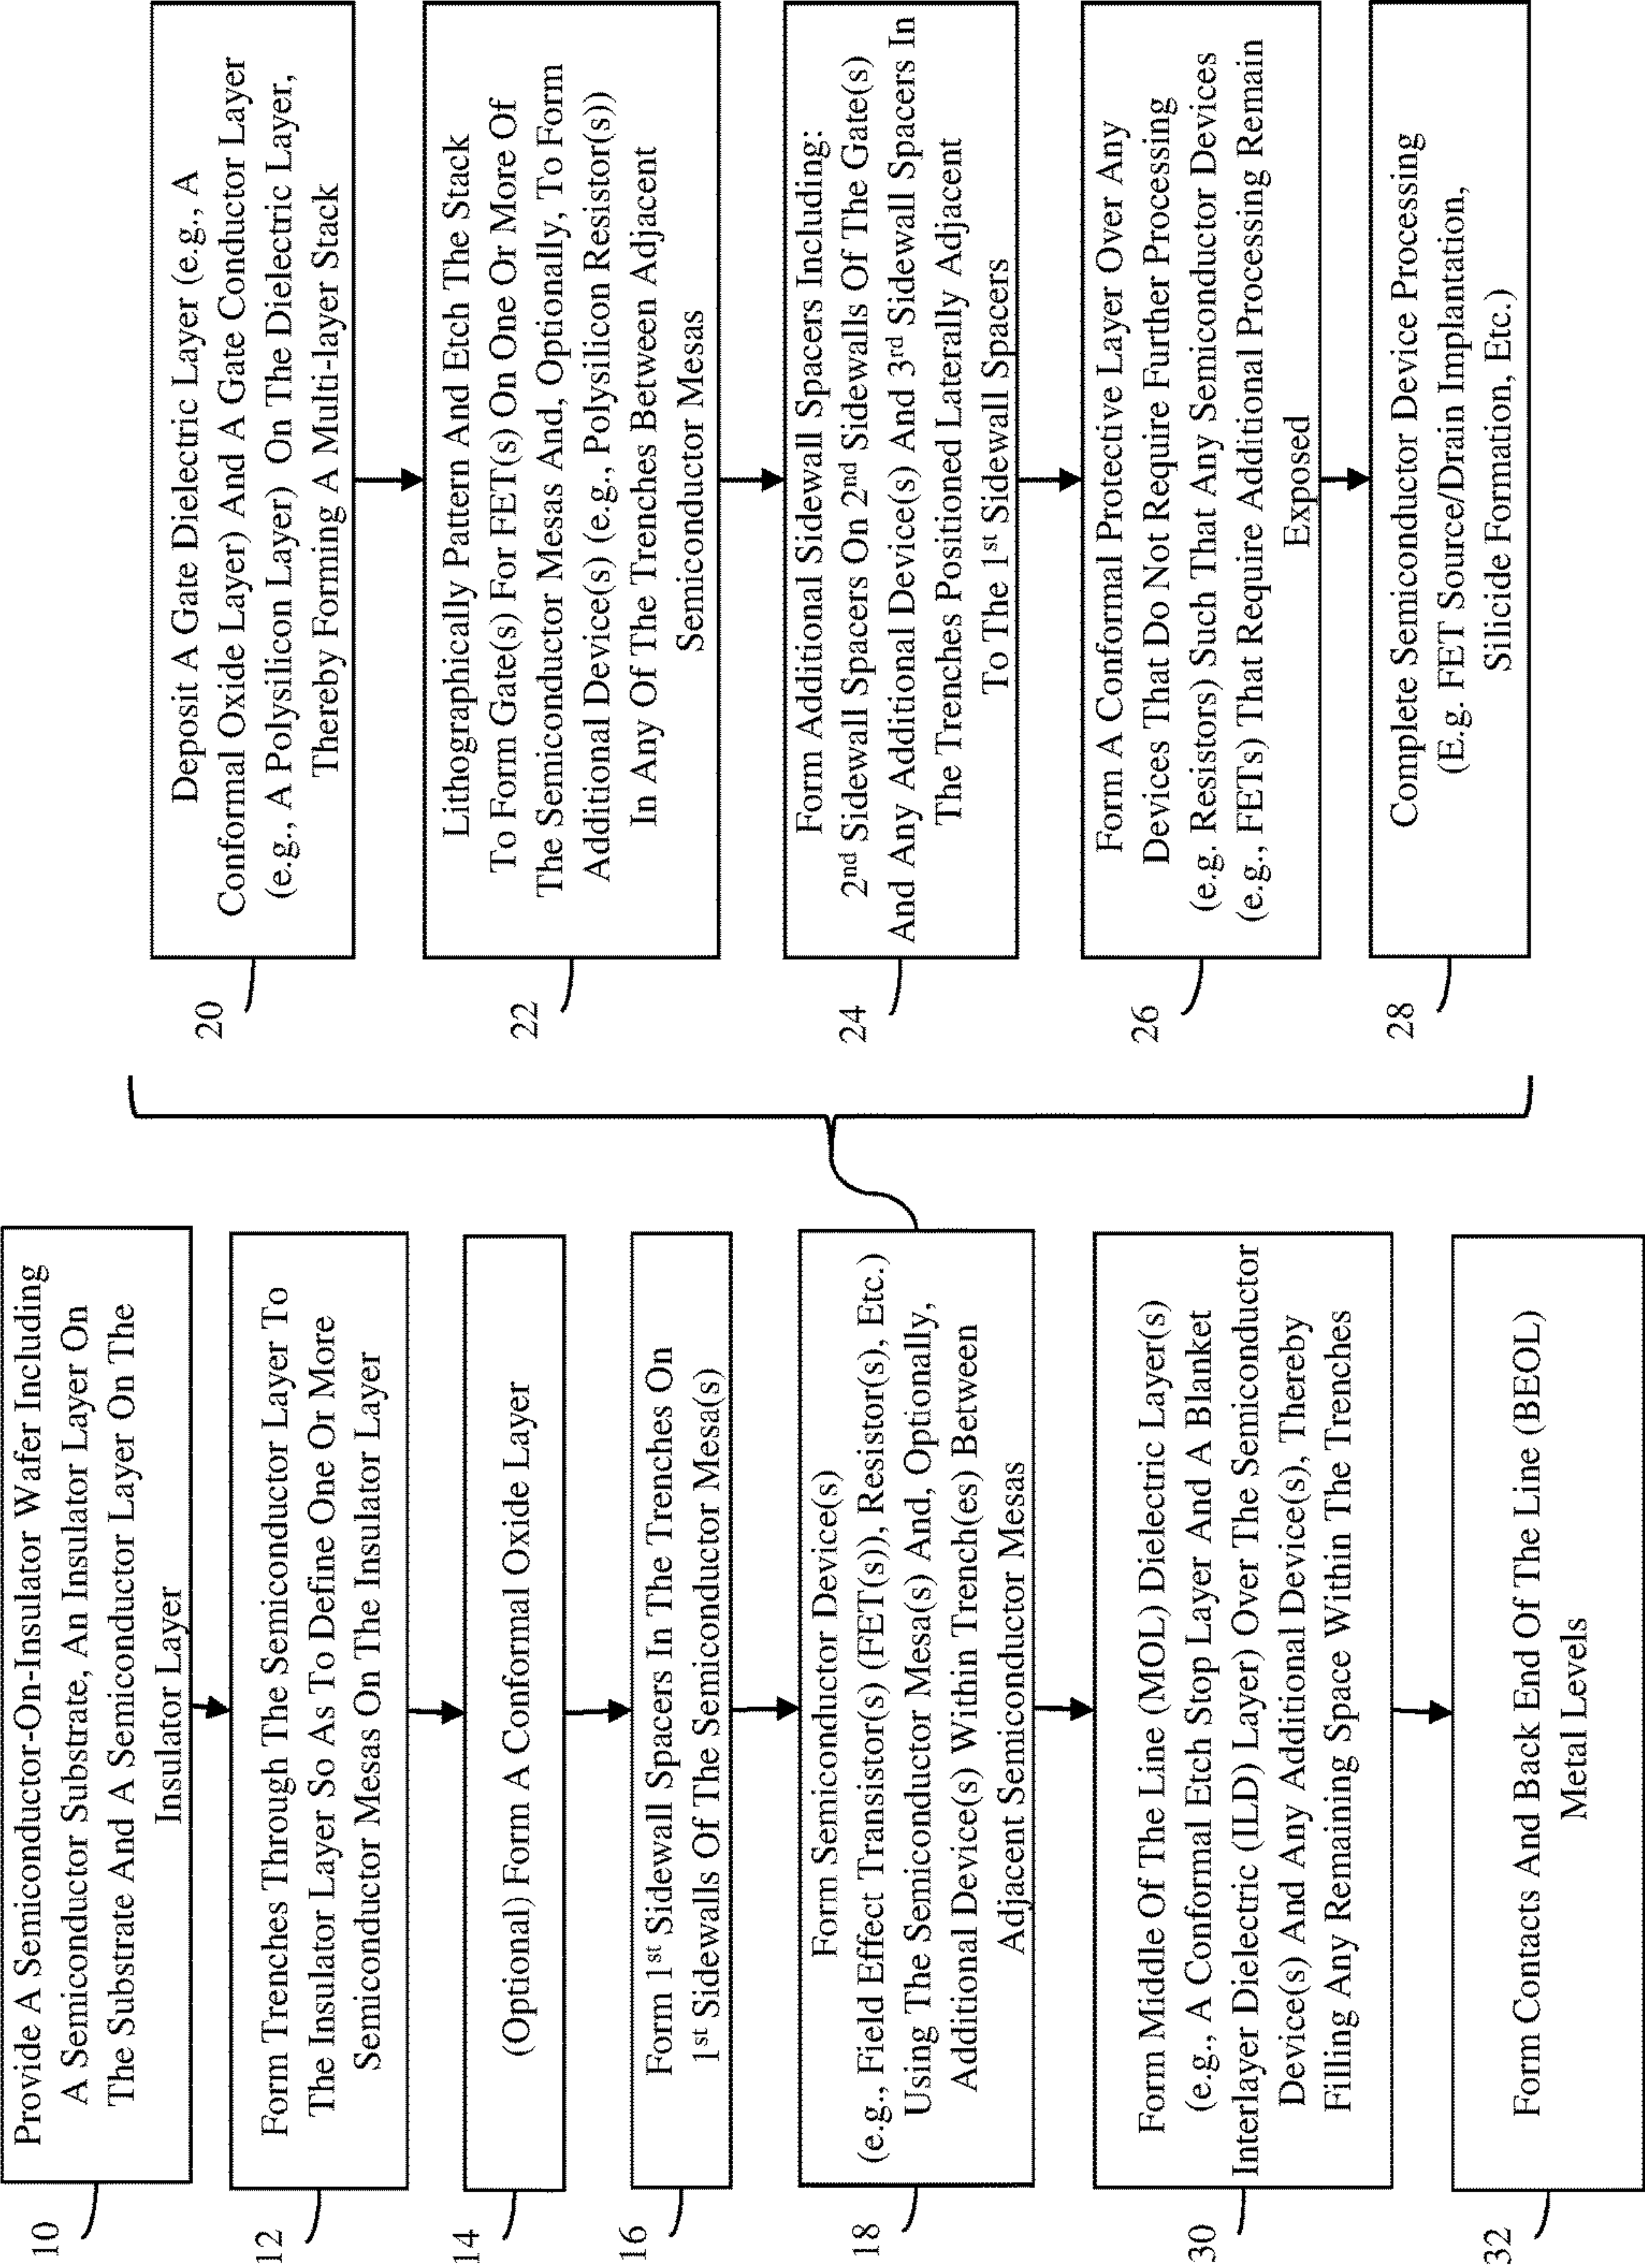 10
Provide A Semiconductor-On-Insulator Wafer Including
A Semiconductor Substrate, An Insulator Layer On
The Substrate And A Semiconductor Layer On The
Insulator Layer
12
Form Trenches Through The Semiconductor Layer To
The Insulator Layer So As To Define One Or More
Semiconductor Mesas On The Insulator Layer
14
(Optional) Form A Conformal Oxide Layer
16
Form 1st Sidewall Spacers In The Trenches On
1st Sidewalls Of The Semiconductor Mesa(s)
18
Form Semiconductor Device(s)
(e.g., Field Effect Transistor(s) (FET(s)), Resistor(s), Etc.)
Using The Semiconductor Mesa(s) And, Optionally,
Additional Device(s) Within Trench(es) Between
Adjacent Semiconductor Mesas
30
Form Middle Of The Line (MOL) Dielectric Layer(s)
(e.g., A Conformal Etch Stop Layer And A Blanket
Interlayer Dielectric (ILD) Layer) Over The Semiconductor
Device(s) And Any Additional Device(s), Thereby
Filling Any Remaining Space Within The Trenches
32
Form Contacts And Back End Of The Line (BEOL)
Metal Levels
20
Deposit A Gate Dielectric Layer (e.g., A
Conformal Oxide Layer) And A Gate Conductor Layer
(e.g., A Polysilicon Layer) On The Dielectric Layer,
Thereby Forming A Multi-layer Stack
22
Lithographically Pattern And Etch The Stack
To Form Gate(s) For FET(s) On One Or More Of
The Semiconductor Mesas And, Optionally, To Form
Additional Device(s) (e.g., Polysilicon Resistor(s))
In Any Of The Trenches Between Adjacent
Semiconductor Mesas
24
Form Additional Sidewall Spacers Including:
2nd Sidewall Spacers On 2nd Sidewalls Of The Gate(s)
And Any Additional Device(s) And 3rd Sidewall Spacers In
The Trenches Positioned Laterally Adjacent
To The 1st Sidewall Spacers
26
Form A Conformal Protective Layer Over Any
Devices That Do Not Require Further Processing
(e.g. Resistors) Such That Any Semiconductor Devices
(e.g., FETs) That Require Additional Processing Remain
Exposed
28
Complete Semiconductor Device Processing
(E.g. FET Source/Drain Implantation,
Silicide Formation, Etc.)